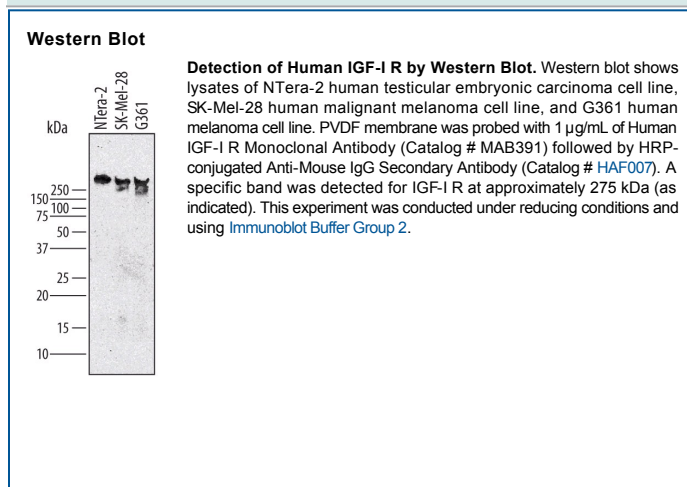 Western Blot
Detection of Human IGF-I R by Western Blot. Western blot shows
lysates of NTera-2 human testicular embryonic carcinoma cell line,
SK-Mel-28 human malignant melanoma cell line, and G361 human
melanoma cell line. PVDF membrane was probed with 1 µg/mL of Human
IGF-I R Monoclonal Antibody (Catalog # MAB391) followed by HRP-
conjugated Anti-Mouse IgG Secondary Antibody (Catalog # HAF007). A
specific band was detected for IGF-I R at approximately 275 kDa (as
indicated). This experiment was conducted under reducing conditions and
using Immunoblot Buffer Group 2.
kDa
NTera-2
SK-Mel-28
G361
250
150
100
75
50
37
25
20
15
10